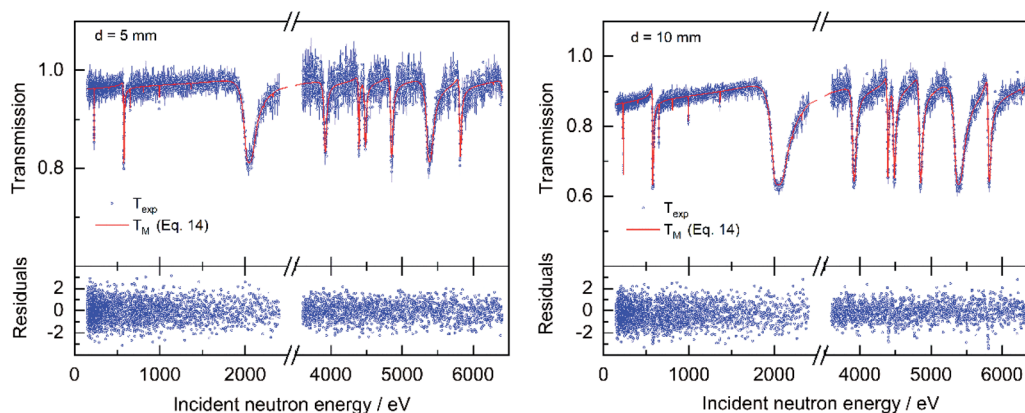 d = 5 mm
1.0
0.8
Transmission
T_exp
T_M (Eq. 14)
2
0
-2
Residuals
0 1000 2000 4000 5000 6000
Incident neutron energy / eV
d = 10 mm
1.0
0.8
0.6
Transmission
T_exp
T_M (Eq. 14)
2
0
-2
Residuals
0 1000 2000 4000 5000 6000
Incident neutron energy / eV